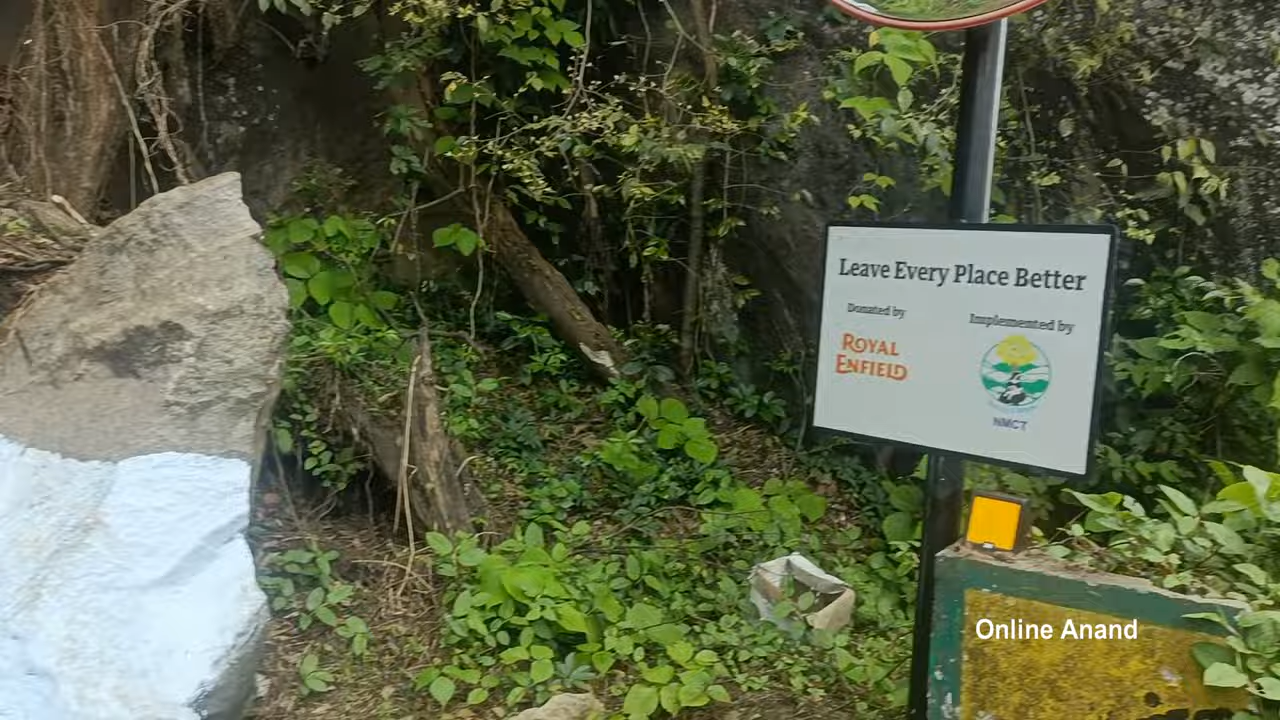 Leave Every Place Better
Donated by
ROYAL
ENFIELD
Implemented by
NMCT
Online Anand